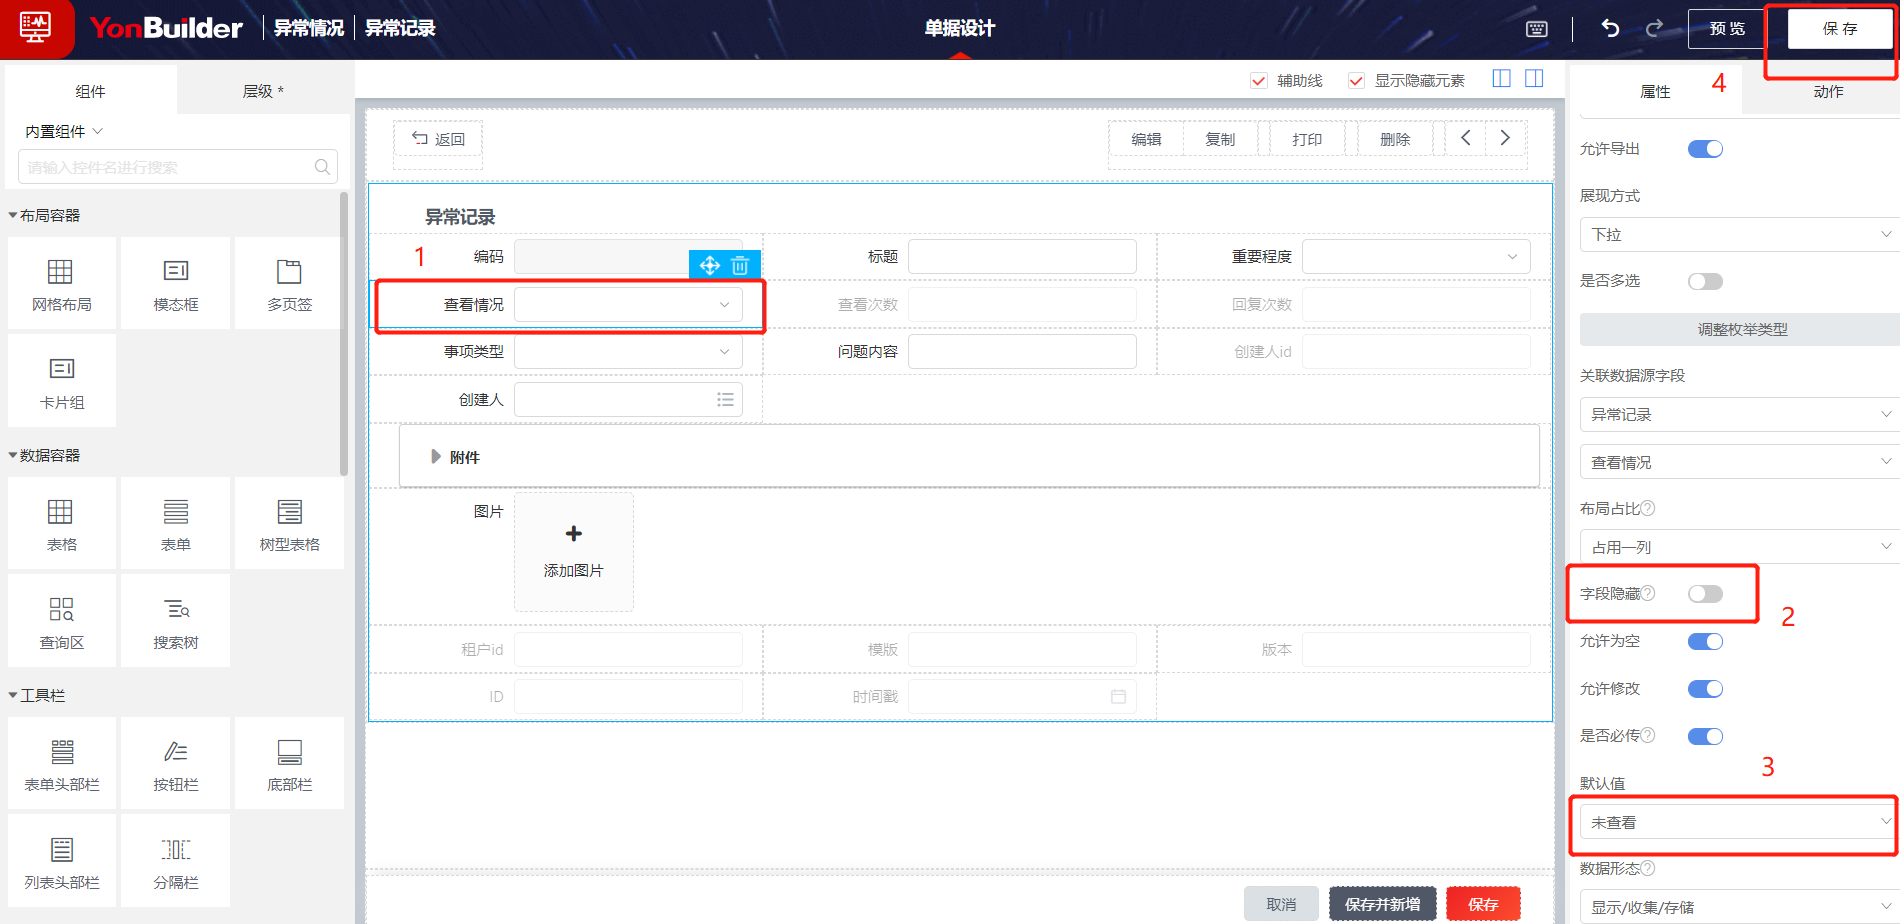 YonBuilder 异常情况 异常记录
单据设计
预览
保存
组件
层级 *
内置组件
请输入控件名进行搜索
布局容器
网格布局
模态框
多页签
卡片组
数据容器
表格
表单
树型表格
查询区
搜索树
工具栏
表单头部栏
按钮栏
底部栏
列表头部栏
分隔栏
辅助线
显示隐藏元素
返回
编辑
复制
打印
删除
异常记录
1
编码
标题
重要程度
查看情况
查看次数
回复次数
事项类型
问题内容
创建人id
创建人
附件
图片
添加图片
租户id
模版
版本
ID
时间戳
取消
保存并新增
保存
属性
4
动作
允许导出
展现方式
下拉
是否多选
调整枚举类型
关联数据源字段
异常记录
查看情况
布局占比?
占用一列
字段隐藏?
2
允许为空
允许修改
是否必传?
3
默认值
未查看
数据形态?
显示/收集/存储